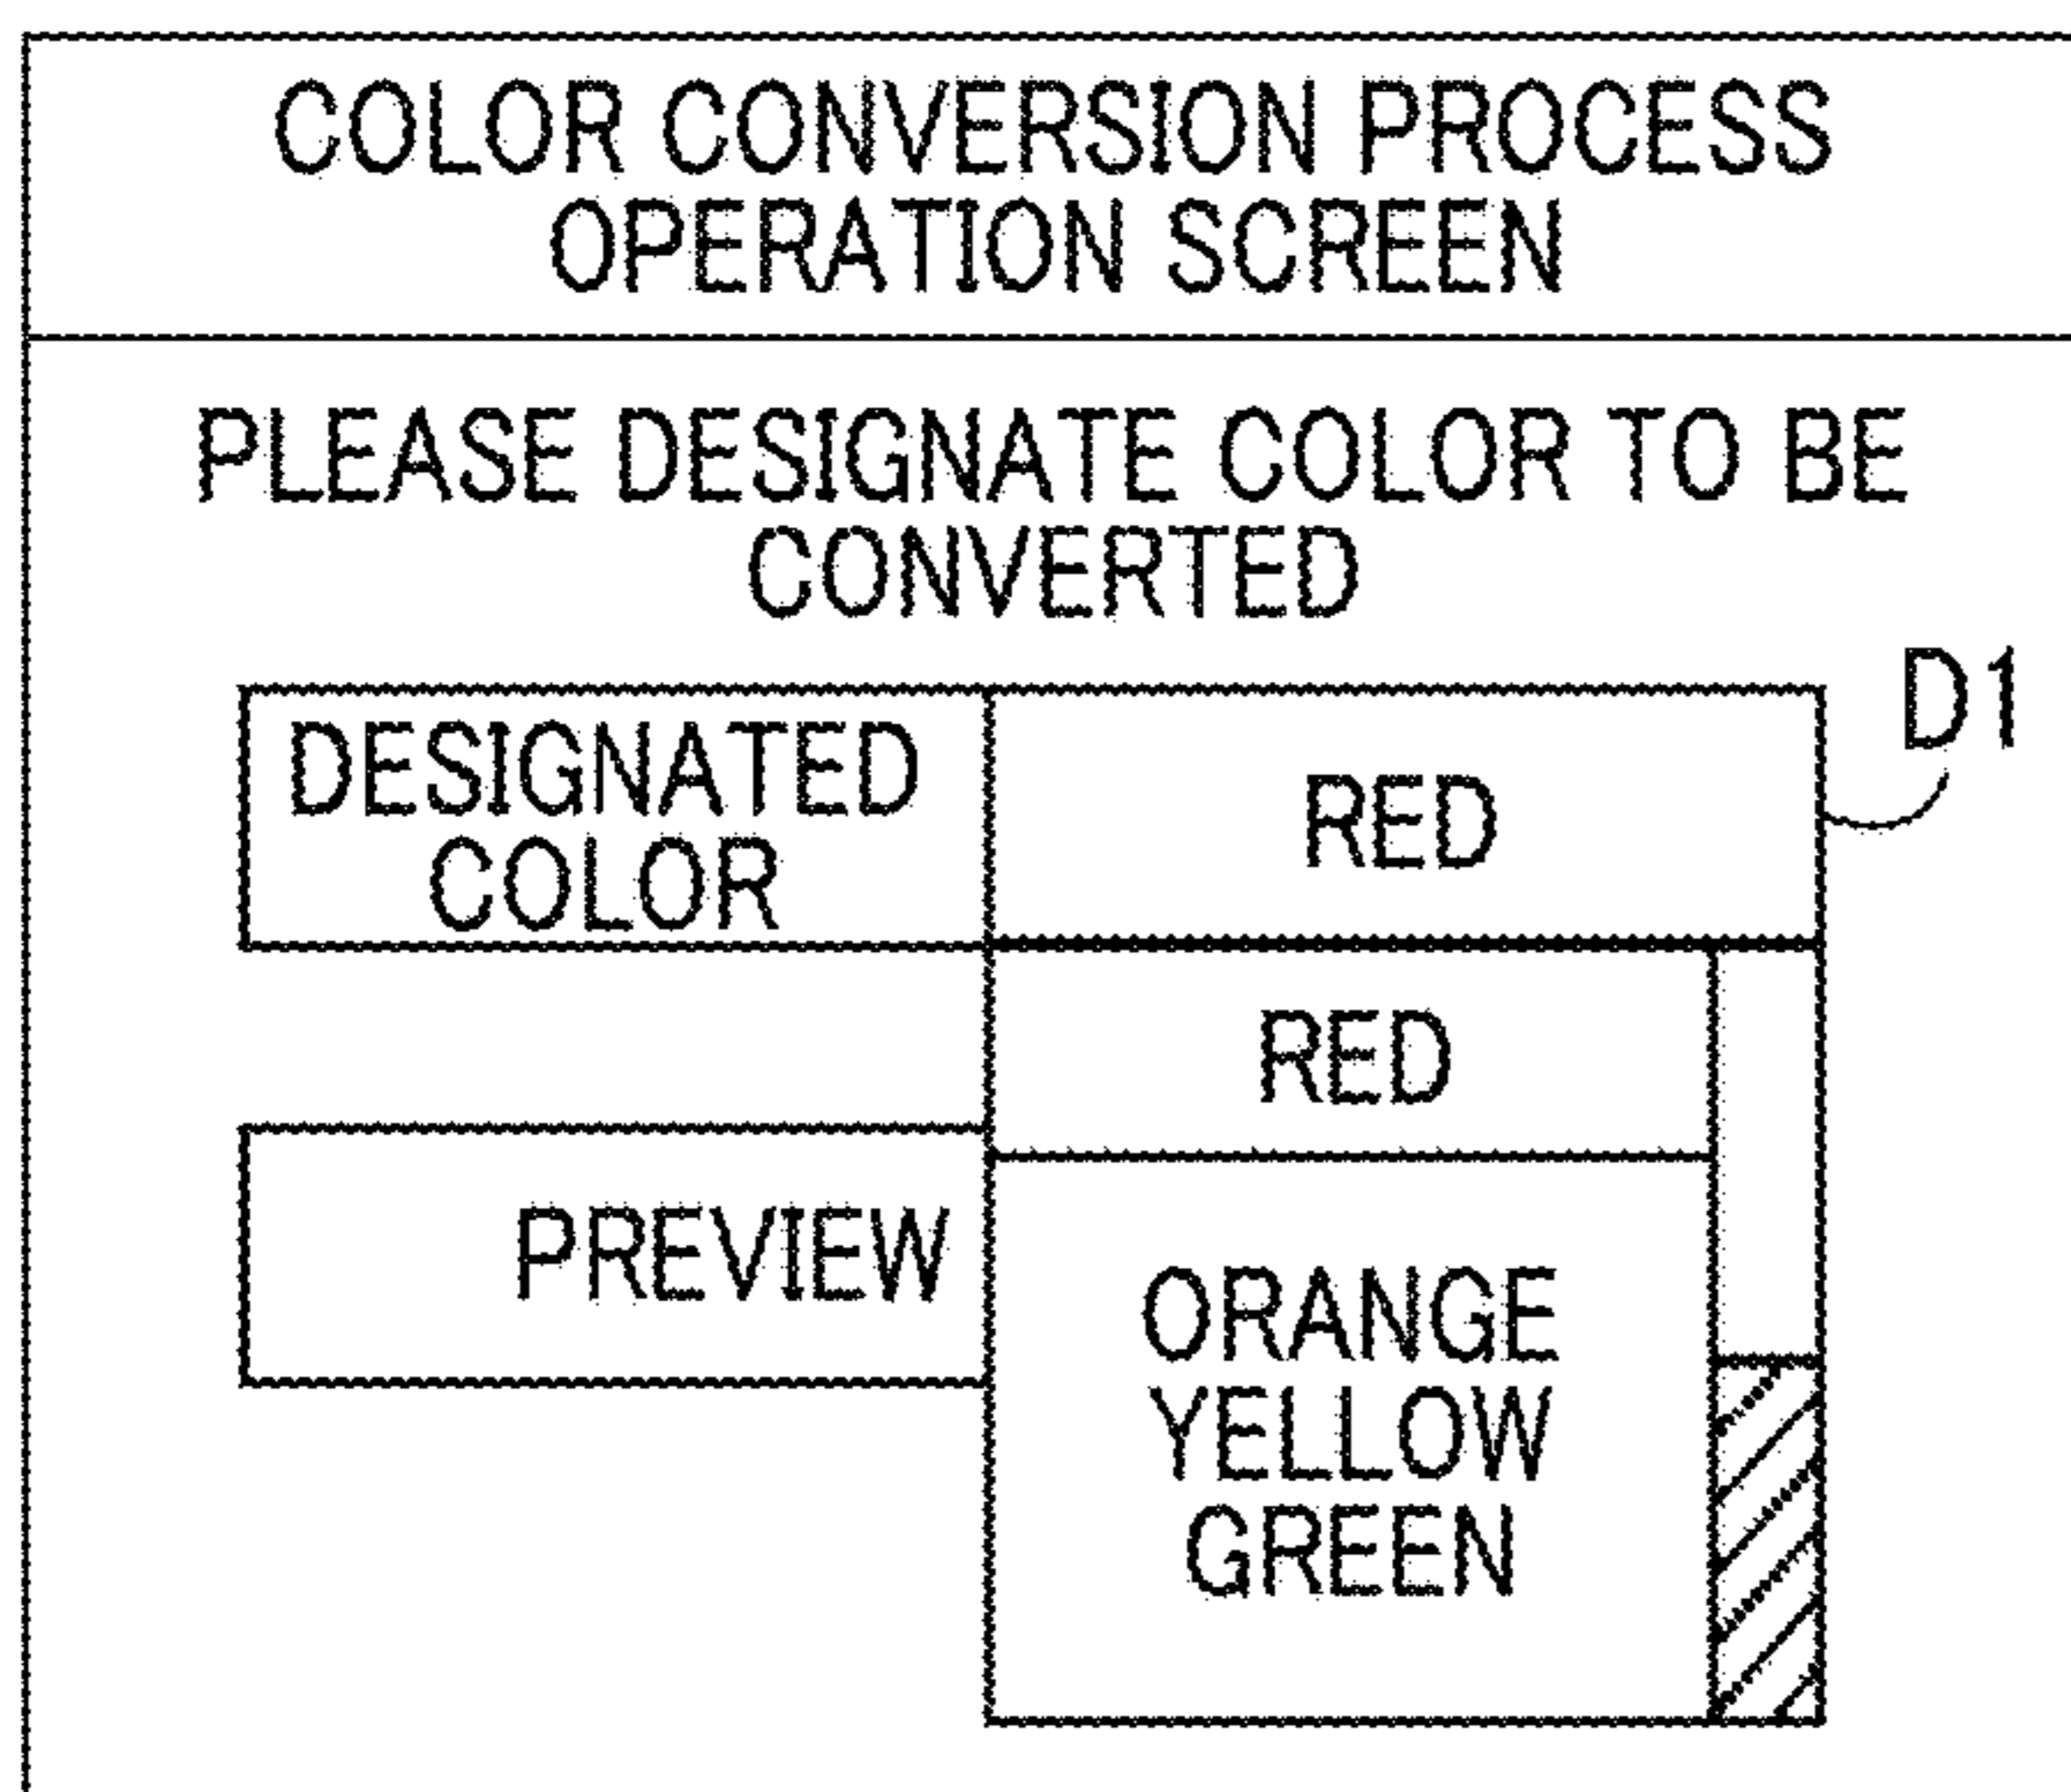 COLOR CONVERSION PROCESS
OPERATION SCREEN
PLEASE DESIGNATE COLOR TO BE
CONVERTED
D1
DESIGNATED
COLOR
RED
RED
PREVIEW
ORANGE
YELLOW
GREEN